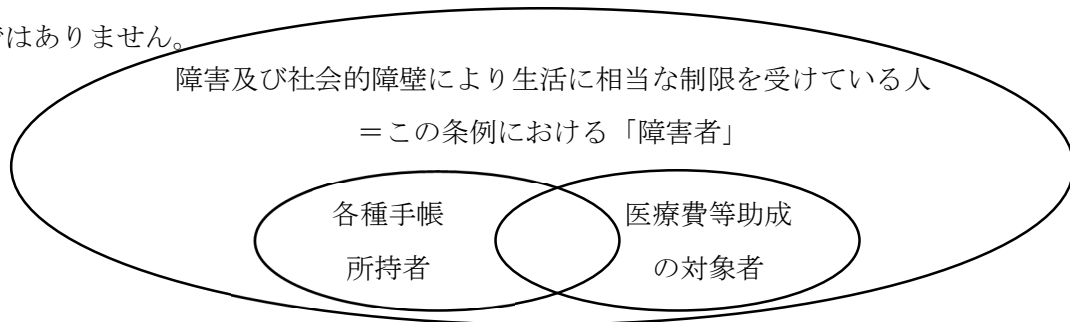 はありません。
障害及び社会的障壁により生活に相当な制限を受けている人
＝この条例における「障害者」
各種手帳
所持者
医療費等助成
の対象者